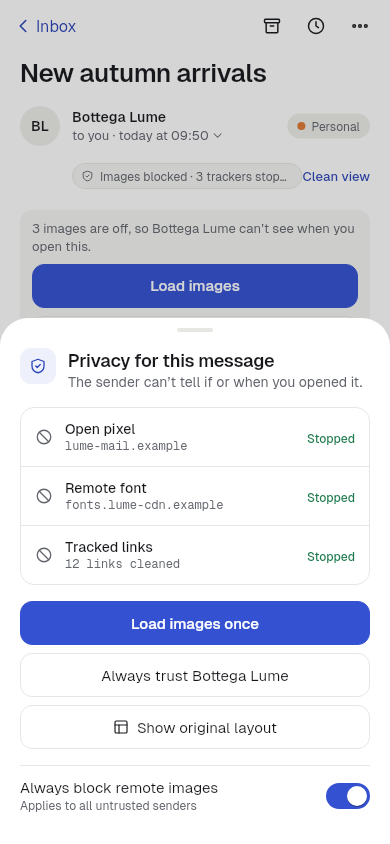 Inbox
New autumn arrivals
BL
Bottega Lume
to you · today at 09:50
Personal
Images blocked · 3 trackers stop…
Clean view
3 images are off, so Bottega Lume can't see when you
open this.
Load images
Privacy for this message
The sender can't tell if or when you opened it.
Open pixel
lume-mail.example
Stopped
Remote font
fonts.lume-cdn.example
Stopped
Tracked links
12 links cleaned
Stopped
Load images once
Always trust Bottega Lume
Show original layout
Always block remote images
Applies to all untrusted senders